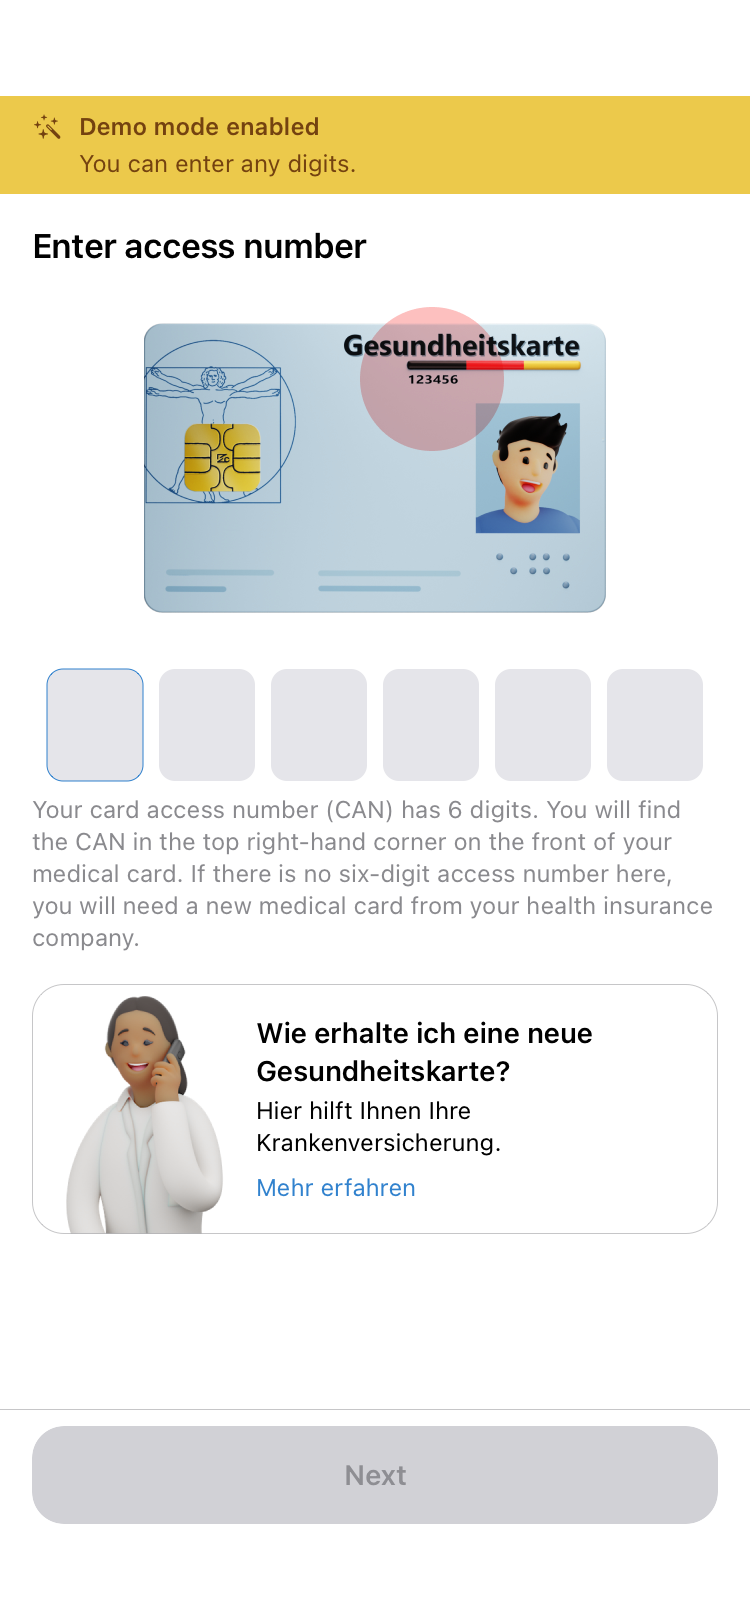 Demo mode enabled
You can enter any digits.
Enter access number
Gesundheitskarte
123456
Your card access number (CAN) has 6 digits. You will find
the CAN in the top right-hand corner on the front of your
medical card. If there is no six-digit access number here,
you will need a new medical card from your health insurance
company.
Wie erhalte ich eine neue
Gesundheitskarte?
Hier hilft Ihnen Ihre
Krankenversicherung.
Mehr erfahren
Next